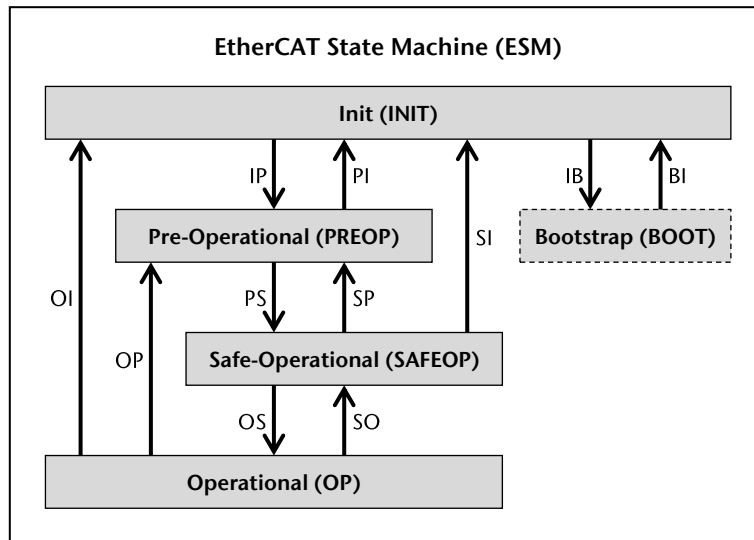 EtherCAT State Machine (ESM)
Init (INIT)
IP
PI
IB
BI
Pre-Operational (PREOP)
SI
Bootstrap (BOOT)
OI
PS
SP
OP
Safe-Operational (SAFEOP)
OS
SO
Operational (OP)